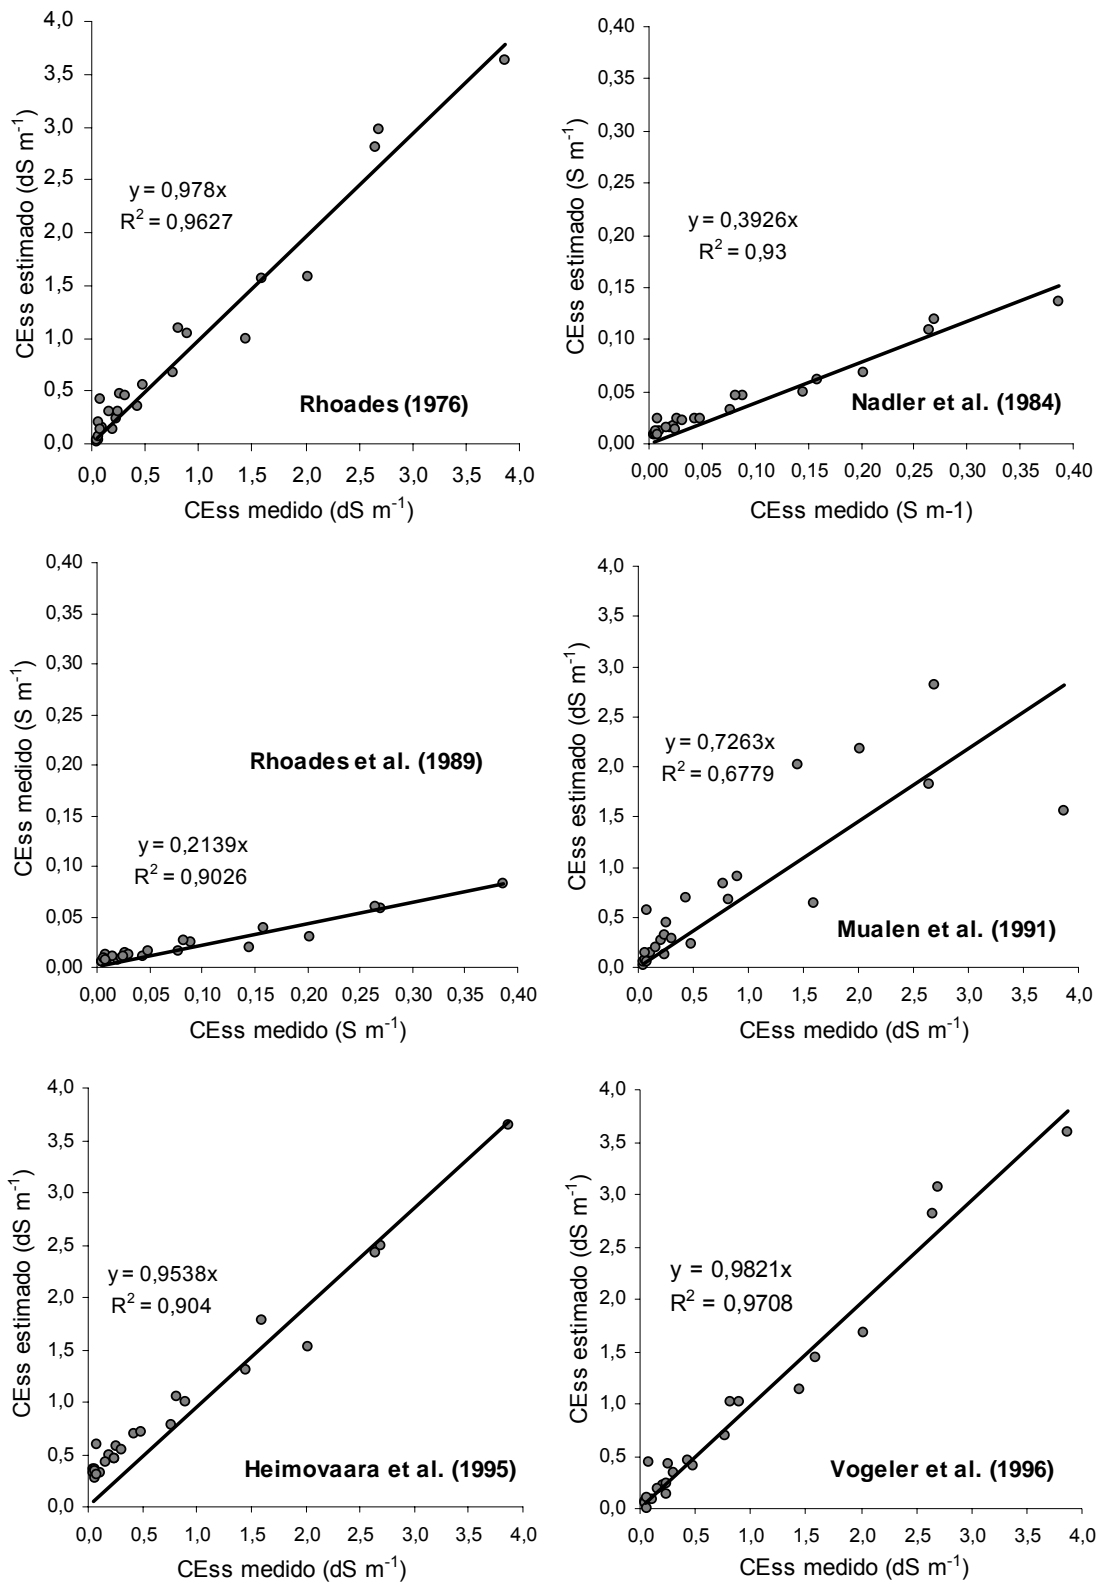 4,0
3,5
3,0
2,5
2,0
1,5
1,0
0,5
0,0
CEss estimado (dS m-1)
y = 0,978x
R2 = 0,9627
Rhoades (1976)
0,0 0,5 1,0 1,5 2,0 2,5 3,0 3,5 4,0
CEss medido (dS m-1)
0,40
0,35
0,30
0,25
0,20
0,15
0,10
0,05
0,00
CEss estimado (S m-1)
y = 0,3926x
R2 = 0,93
Nadler et al. (1984)
0,00 0,05 0,10 0,15 0,20 0,25 0,30 0,35 0,40
CEss medido (S m-1)
0,40
0,35
0,30
0,25
0,20
0,15
0,10
0,05
0,00
CEss medido (S m-1)
Rhoades et al. (1989)
y = 0,2139x
R2 = 0,9026
0,00 0,05 0,10 0,15 0,20 0,25 0,30 0,35 0,40
CEss medido (S m-1)
4,0
3,5
3,0
2,5
2,0
1,5
1,0
0,5
0,0
CEss estimado (dS m-1)
y = 0,7263x
R2 = 0,6779
Mualen et al. (1991)
0,0 0,5 1,0 1,5 2,0 2,5 3,0 3,5 4,0
CEss medido (dS m-1)
4,0
3,5
3,0
2,5
2,0
1,5
1,0
0,5
0,0
CEss estimado (dS m-1)
y = 0,9538x
R2 = 0,904
Heimovaara et al. (1995)
0,0 0,5 1,0 1,5 2,0 2,5 3,0 3,5 4,0
CEss medido (dS m-1)
4,0
3,5
3,0
2,5
2,0
1,5
1,0
0,5
0,0
CEss estimado (dS m-1)
y = 0,9821x
R2 = 0,9708
Vogeler et al. (1996)
0,0 0,5 1,0 1,5 2,0 2,5 3,0 3,5 4,0
CEss medido (dS m-1)